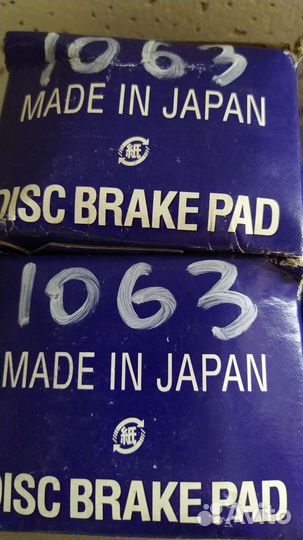 1063
MADE IN JAPAN
紙
DISC BRAKE PAD
1063
MADE IN JAPAN
紙
DISC BRAKE PAD
Avito